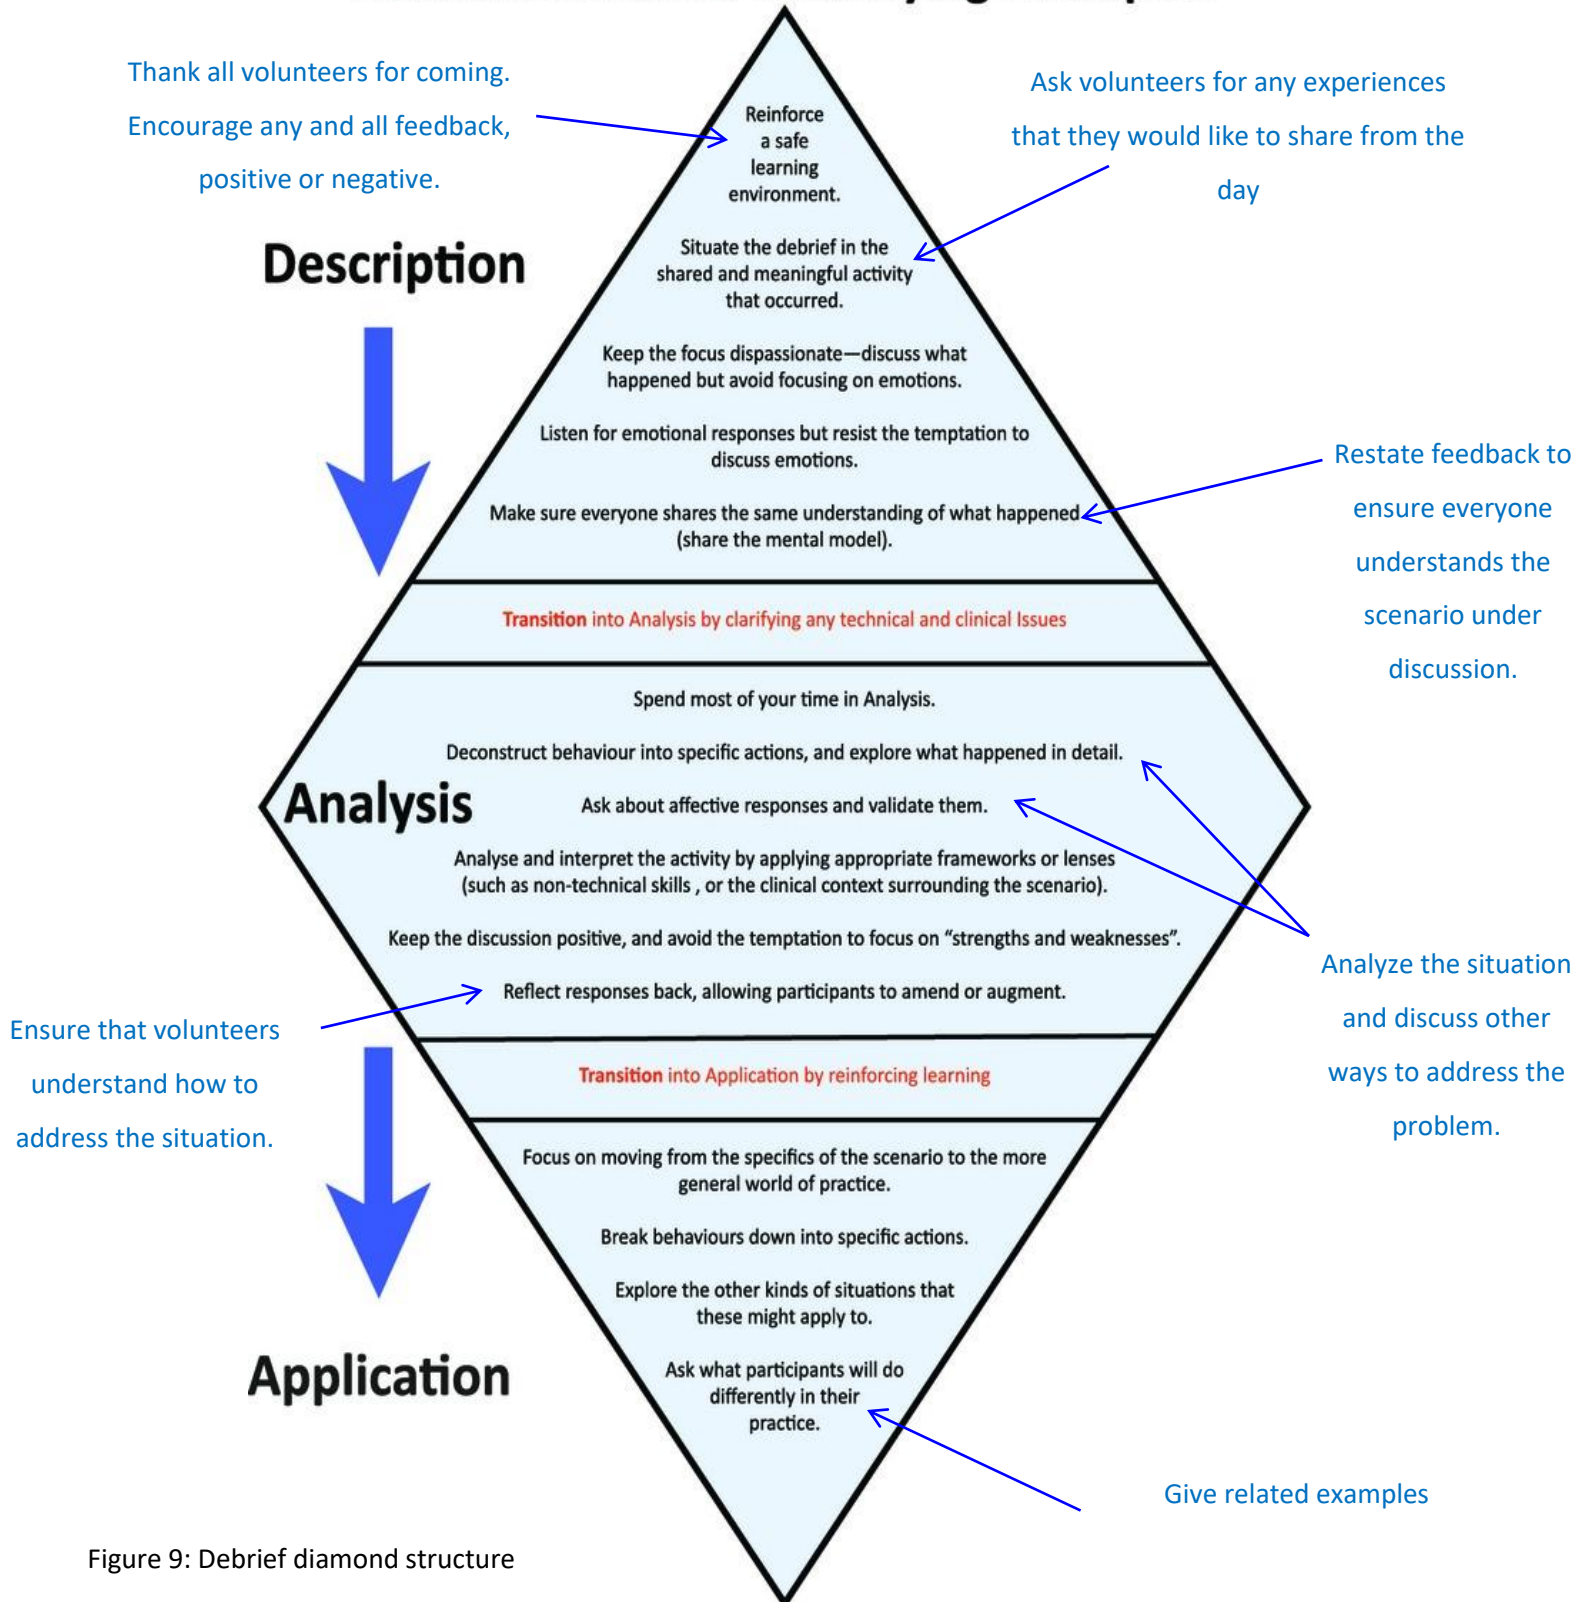 Thank all volunteers for coming.
Encourage any and all feedback,
positive or negative.
Ask volunteers for any experiences
that they would like to share from the
day
Reinforce
a safe
learning
environment.
Description
Situate the debrief in the
shared and meaningful activity
that occurred.
Keep the focus dispassionate—discuss what
happened but avoid focusing on emotions.
Listen for emotional responses but resist the temptation to
discuss emotions.
Make sure everyone shares the same understanding of what happened
(share the mental model).
Restate feedback to
ensure everyone
understands the
scenario under
discussion.
Transition into Analysis by clarifying any technical and clinical Issues
Spend most of your time in Analysis.
Deconstruct behaviour into specific actions, and explore what happened in detail.
Analysis
Ask about affective responses and validate them.
Analyse and interpret the activity by applying appropriate frameworks or lenses
(such as non-technical skills , or the clinical context surrounding the scenario).
Keep the discussion positive, and avoid the temptation to focus on “strengths and weaknesses”.
Reflect responses back, allowing participants to amend or augment.
Analyze the situation
and discuss other
ways to address the
problem.
Ensure that volunteers
understand how to
address the situation.
Transition into Application by reinforcing learning
Focus on moving from the specifics of the scenario to the more
general world of practice.
Break behaviours down into specific actions.
Explore the other kinds of situations that
these might apply to.
Application
Ask what participants will do
differently in their
practice.
Give related examples
Figure 9: Debrief diamond structure